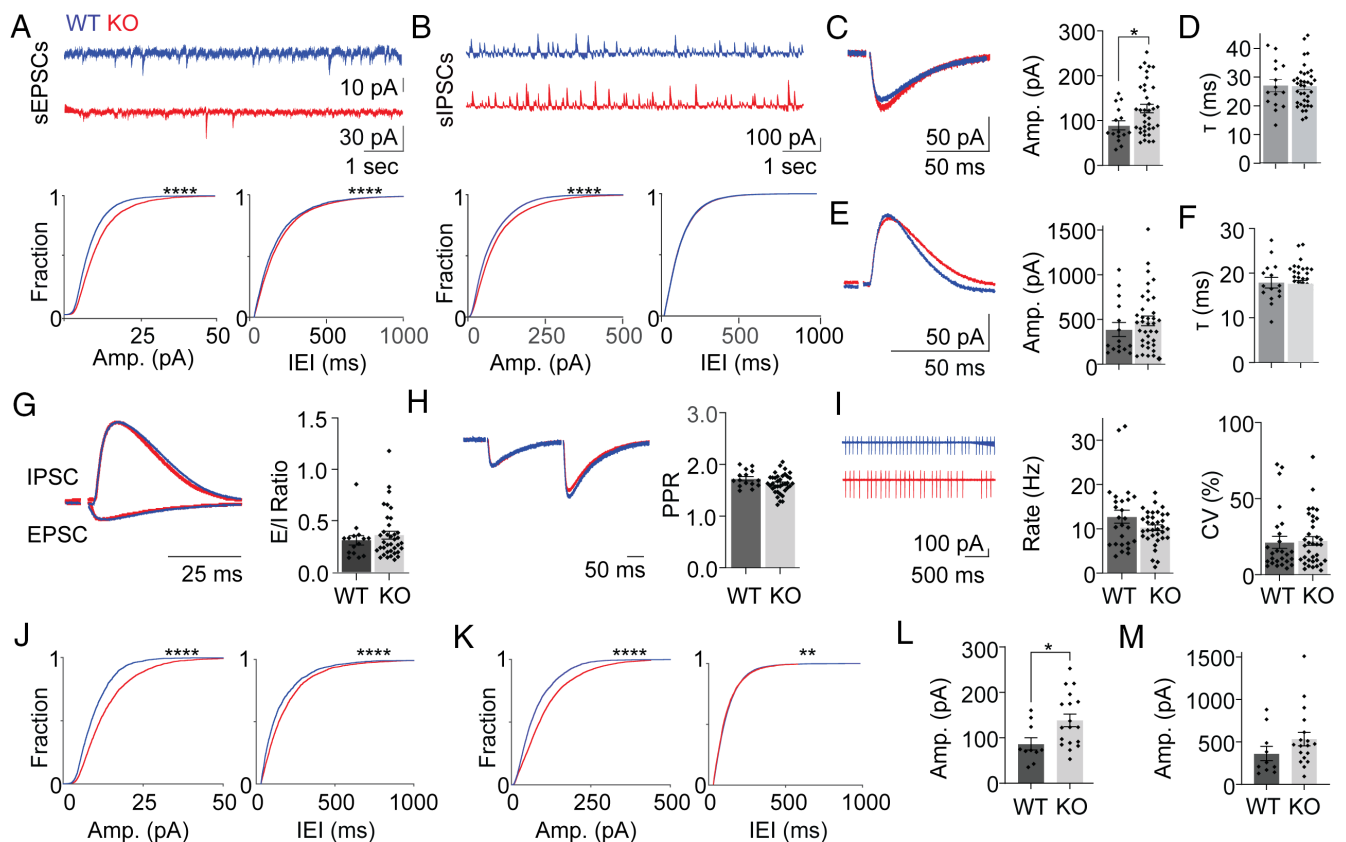 A WT KO
sEPSCs
10 pA
30 pA
1 sec
1
****
Fraction
0
0 25 50
Amp. (pA)
1
****
0
0 500 1000
IEI (ms)
B
sIPSCs
100 pA
1 sec
1
****
Fraction
0
0 250 500
Amp. (pA)
1
0
0 500 1000
IEI (ms)
C
50 pA
50 ms
*
Amp. (pA)
300
200
100
0
D
τ (ms)
40
30
20
10
0
E
50 pA
50 ms
Amp. (pA)
1500
1000
500
0
F
τ (ms)
30
20
10
0
G
IPSC
EPSC
25 ms
E/I Ratio
1.5
1.0
0.5
0.0
WT KO
H
50 ms
PPR
3.0
2.0
1.0
0.0
WT KO
I
100 pA
500 ms
Rate (Hz)
30
20
10
0
WT KO
CV (%)
100
50
0
WT KO
J
1
****
Fraction
0
0 25 50
Amp. (pA)
1
****
0
0 500 1000
IEI (ms)
K
1
****
Fraction
0
0 250 500
Amp. (pA)
1
**
0
0 500 1000
IEI (ms)
L
*
Amp. (pA)
300
200
100
0
WT KO
M
Amp. (pA)
1500
1000
500
0
WT KO